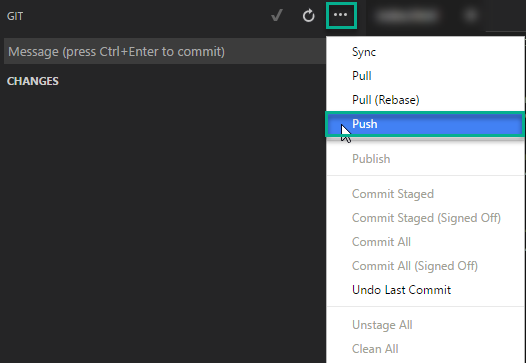 GIT
Message (press Ctrl+Enter to commit)
CHANGES
Sync
Pull
Pull (Rebase)
Push
Publish
Commit Staged
Commit Staged (Signed Off)
Commit All
Commit All (Signed Off)
Undo Last Commit
Unstage All
Clean All